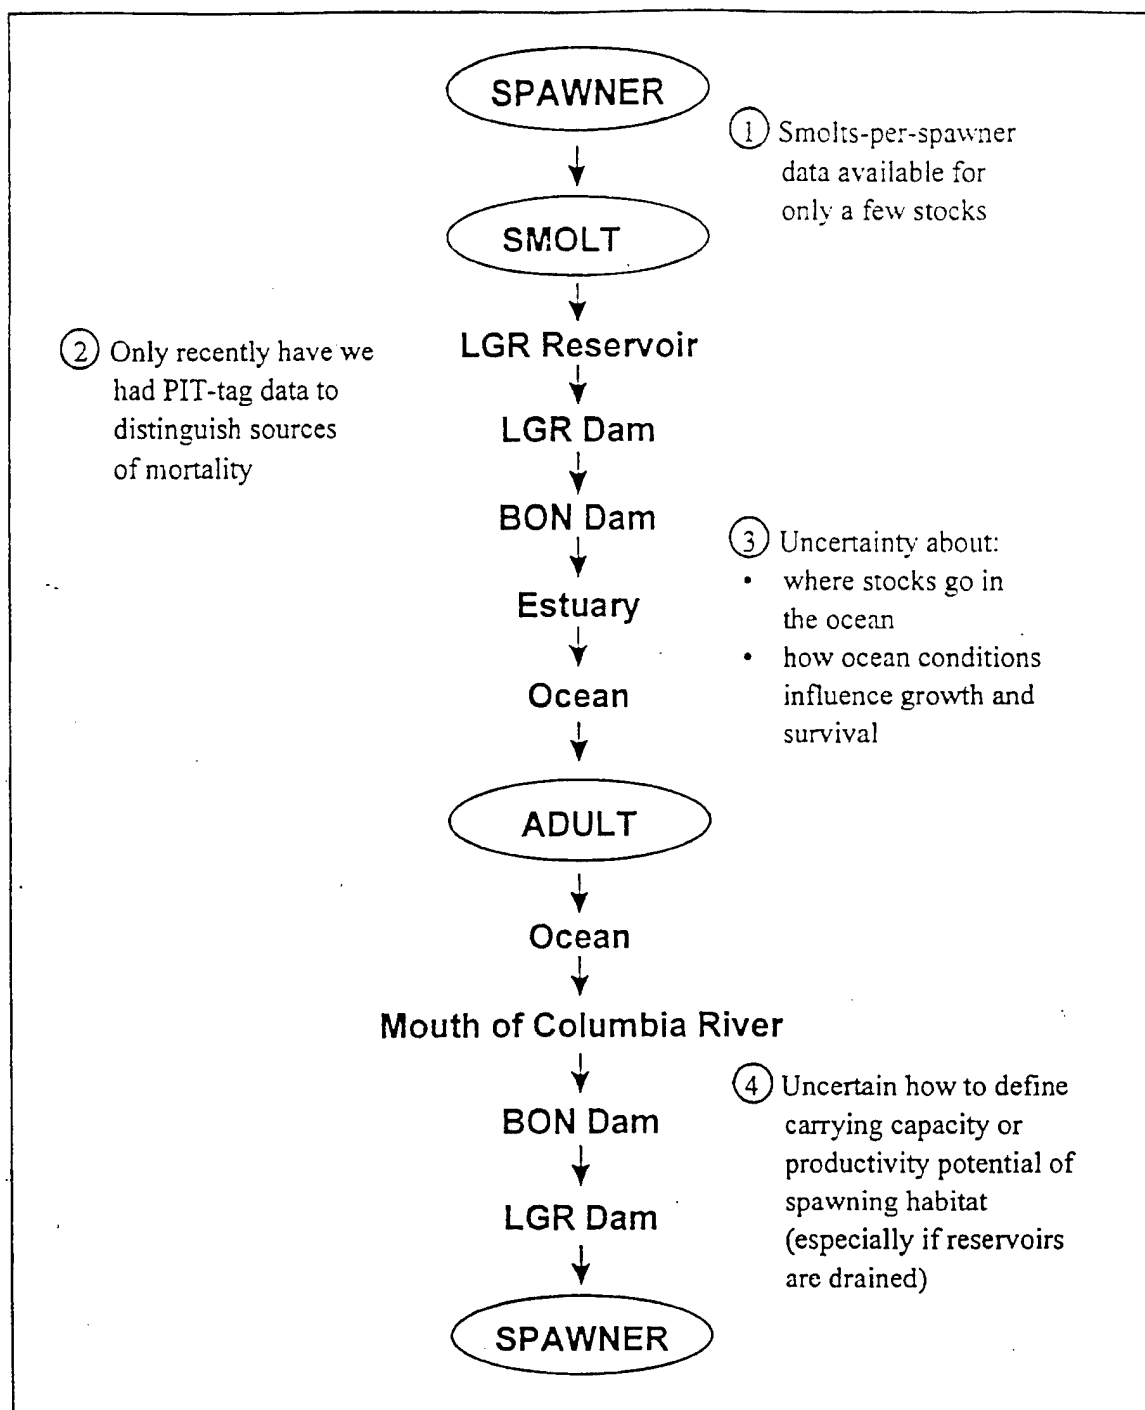 SPAWNER
① Smolts-per-spawner
data available for
only a few stocks
SMOLT
LGR Reservoir
② Only recently have we
had PIT-tag data to
distinguish sources
of mortality
LGR Dam
BON Dam
③ Uncertainty about:
• where stocks go in
the ocean
• how ocean conditions
influence growth and
survival
Estuary
Ocean
ADULT
Ocean
Mouth of Columbia River
BON Dam
④ Uncertain how to define
carrying capacity or
productivity potential of
spawning habitat
(especially if reservoirs
are drained)
LGR Dam
SPAWNER